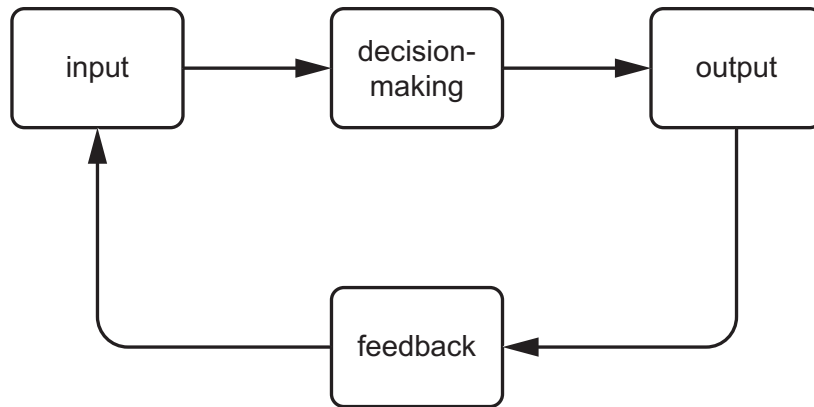 input
decision-
making
output
feedback